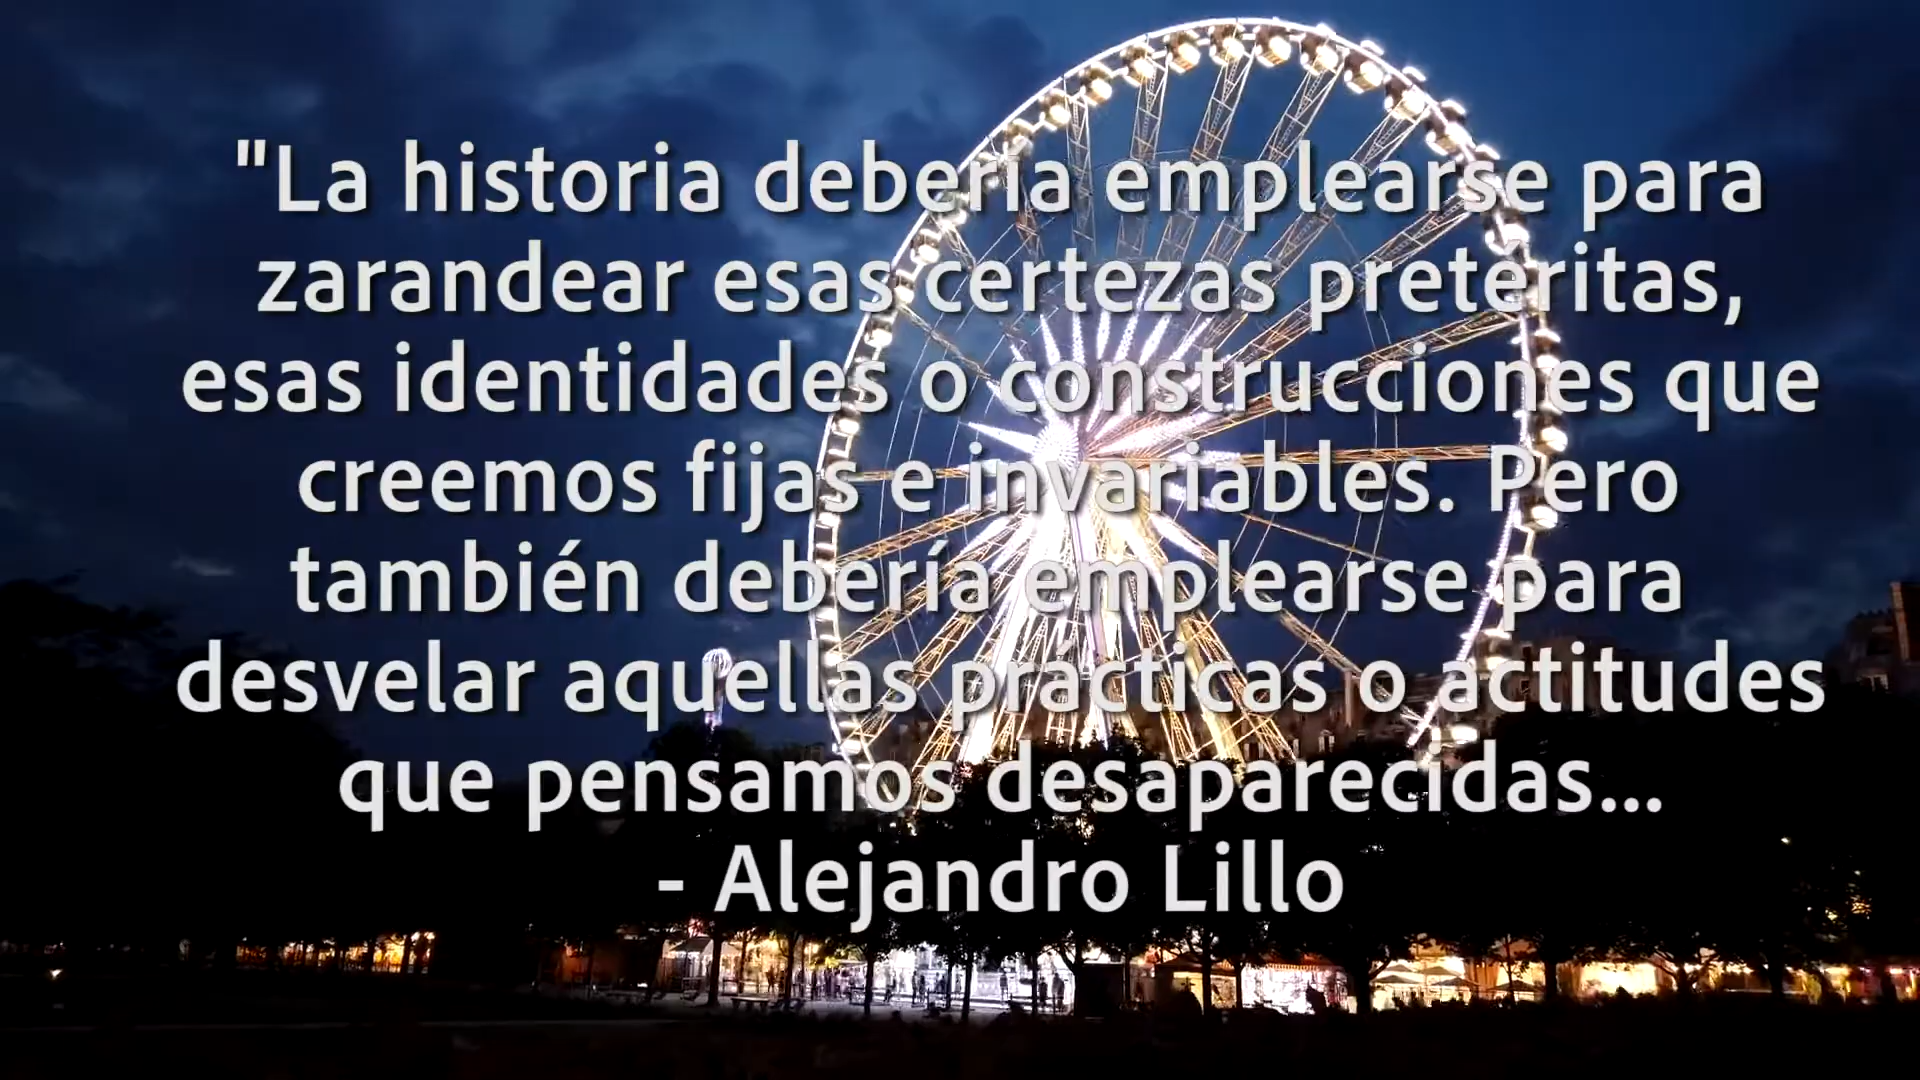 "La historia debería emplearse para
zarandear esas certezas pretéritas,
esas identidades o construcciones que
creemos fijas e invariables. Pero
también debería emplearse para
desvelar aquellas prácticas o actitudes
que pensamos desaparecidas...
- Alejandro Lillo